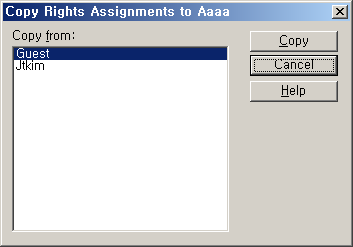 Copy Rights Assignments to Aaaa
Copy from:
Guest
Jtkim
Copy
Cancel
Help